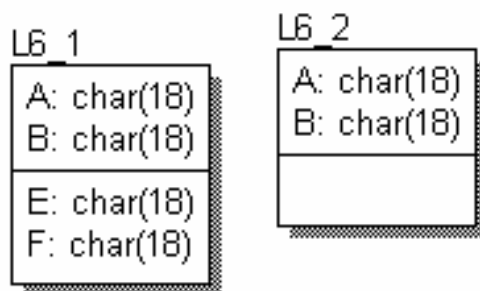 L6_1
A: char(18)
B: char(18)
E: char(18)
F: char(18)
L6_2
A: char(18)
B: char(18)